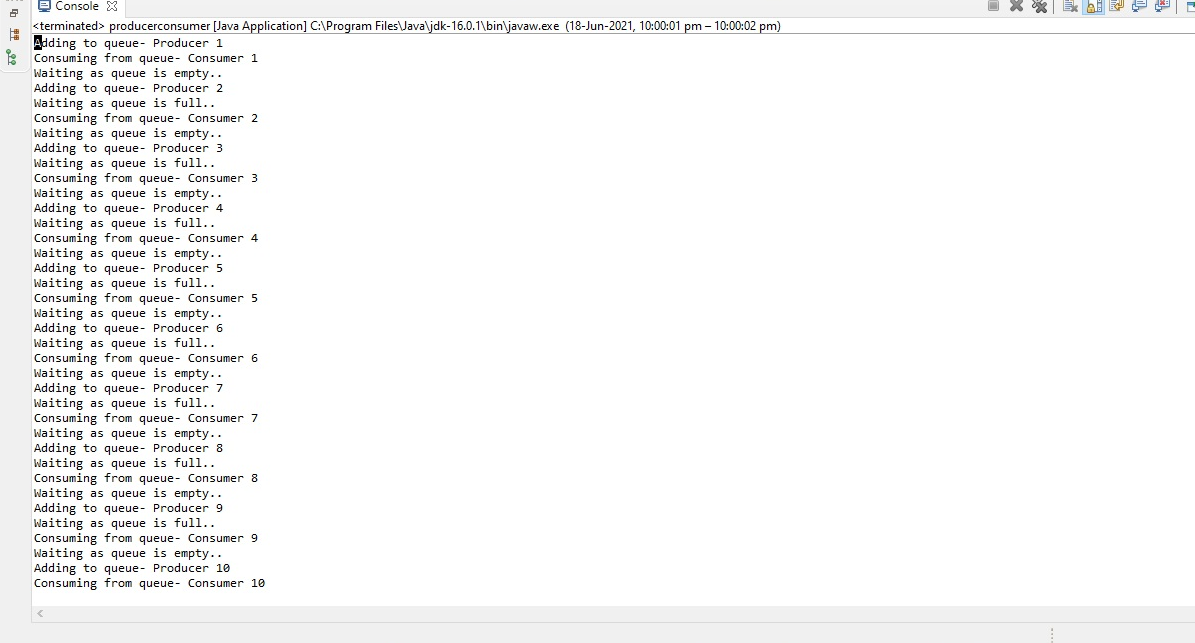 Console
<terminated> producerconsumer [Java Application] C:\Program Files\Java\jdk-16.0.1\bin\javaw.exe (18-Jun-2021, 10:00:01 pm – 10:00:02 pm)
Adding to queue- Producer 1
Consuming from queue- Consumer 1
Waiting as queue is empty..
Adding to queue- Producer 2
Waiting as queue is full..
Consuming from queue- Consumer 2
Waiting as queue is empty..
Adding to queue- Producer 3
Waiting as queue is full..
Consuming from queue- Consumer 3
Waiting as queue is empty..
Adding to queue- Producer 4
Waiting as queue is full..
Consuming from queue- Consumer 4
Waiting as queue is empty..
Adding to queue- Producer 5
Waiting as queue is full..
Consuming from queue- Consumer 5
Waiting as queue is empty..
Adding to queue- Producer 6
Waiting as queue is full..
Consuming from queue- Consumer 6
Waiting as queue is empty..
Adding to queue- Producer 7
Waiting as queue is full..
Consuming from queue- Consumer 7
Waiting as queue is empty..
Adding to queue- Producer 8
Waiting as queue is full..
Consuming from queue- Consumer 8
Waiting as queue is empty..
Adding to queue- Producer 9
Waiting as queue is full..
Consuming from queue- Consumer 9
Waiting as queue is empty..
Adding to queue- Producer 10
Consuming from queue- Consumer 10